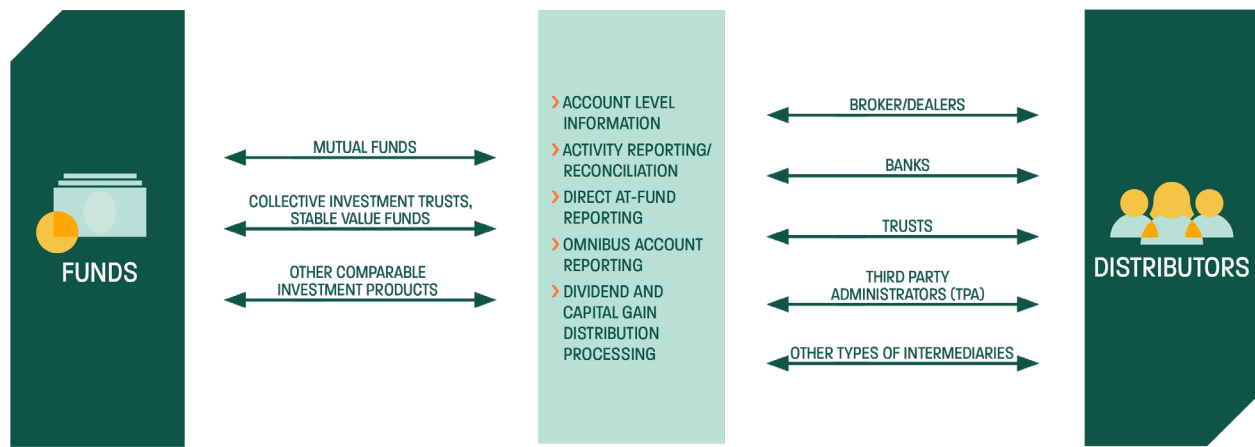 FUNDS
MUTUAL FUNDS
COLLECTIVE INVESTMENT TRUSTS,
STABLE VALUE FUNDS
OTHER COMPARABLE
INVESTMENT PRODUCTS
ACCOUNT LEVEL
INFORMATION
ACTIVITY REPORTING/
RECONCILIATION
DIRECT AT-FUND
REPORTING
OMNIBUS ACCOUNT
REPORTING
DIVIDEND AND
CAPITAL GAIN
DISTRIBUTION
PROCESSING
BROKER/DEALERS
BANKS
TRUSTS
THIRD PARTY
ADMINISTRATORS (TPA)
OTHER TYPES OF INTERMEDIARIES
DISTRIBUTORS